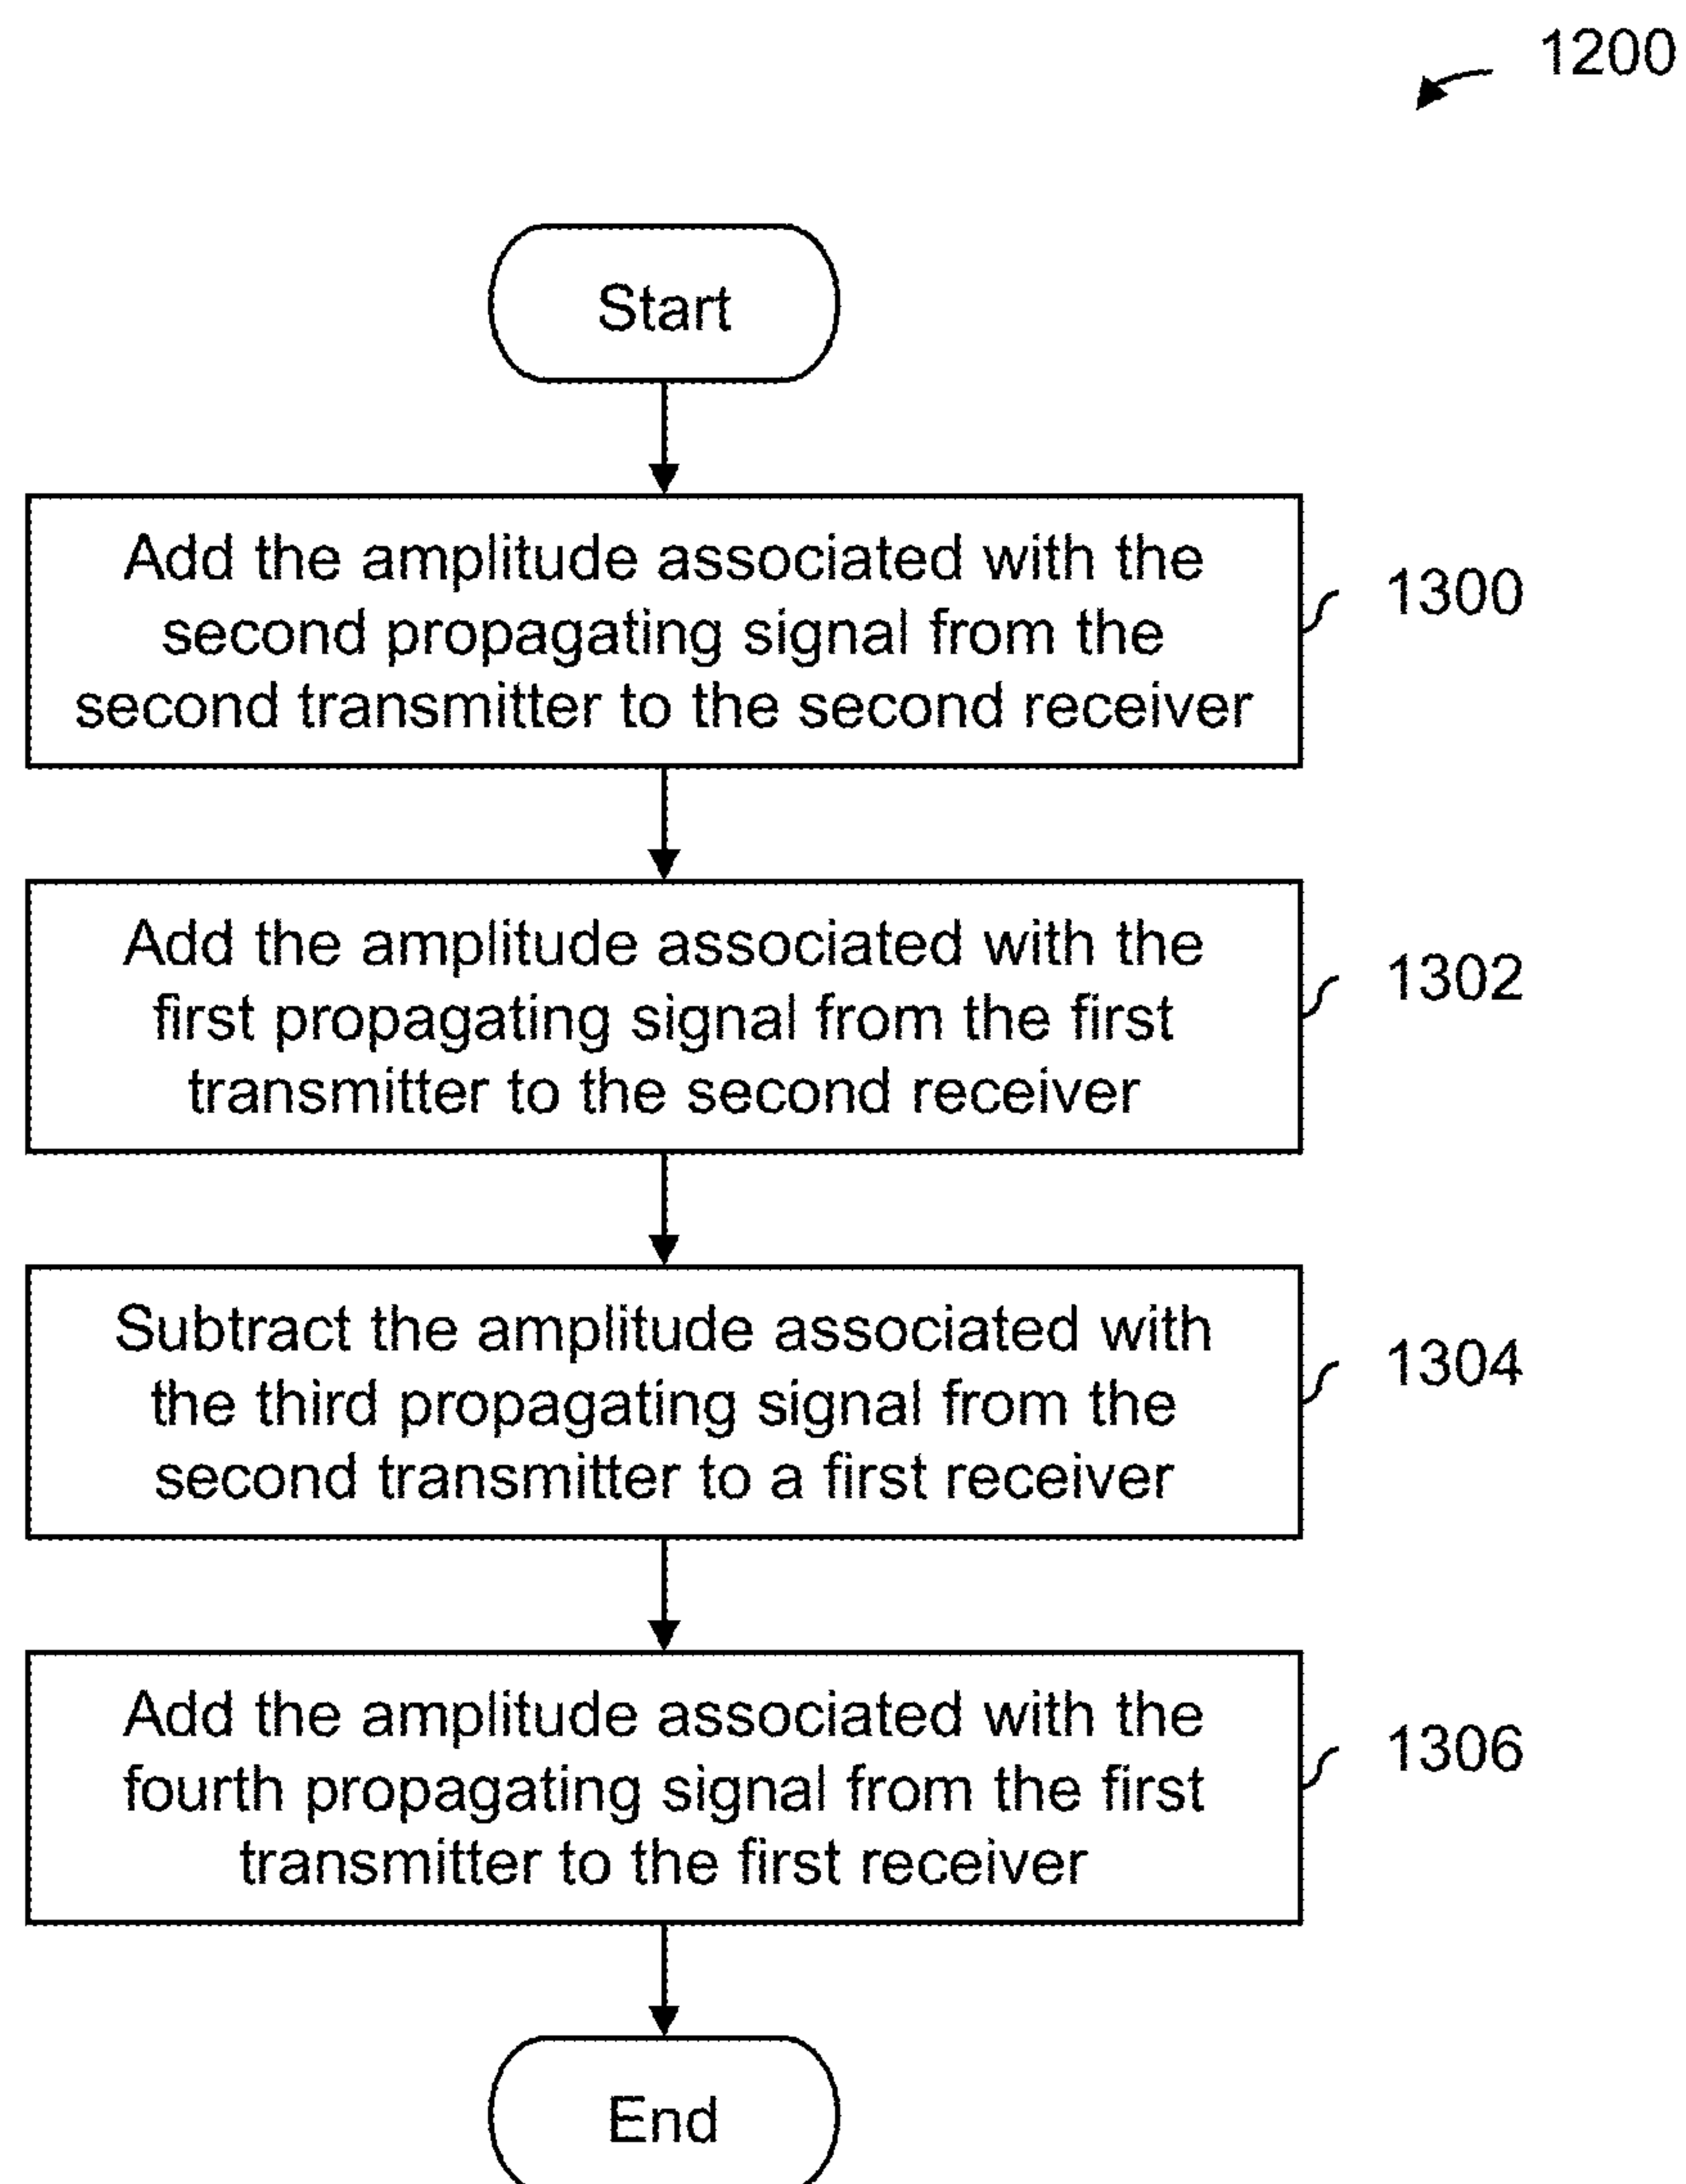 1200
Start
Add the amplitude associated with the
second propagating signal from the
second transmitter to the second receiver
1300
Add the amplitude associated with the
first propagating signal from the first
transmitter to the second receiver
1302
Subtract the amplitude associated with
the third propagating signal from the
second transmitter to a first receiver
1304
Add the amplitude associated with the
fourth propagating signal from the first
transmitter to the first receiver
1306
End